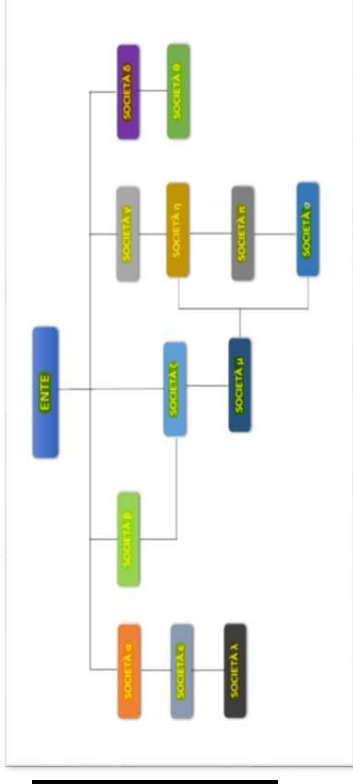 ENTE
SOCIETÀ α
SOCIETÀ β
SOCIETÀ γ
SOCIETÀ δ
SOCIETÀ ε
SOCIETÀ ζ
SOCIETÀ η
SOCIETÀ θ
SOCIETÀ λ
SOCIETÀ μ
SOCIETÀ π
SOCIETÀ σ